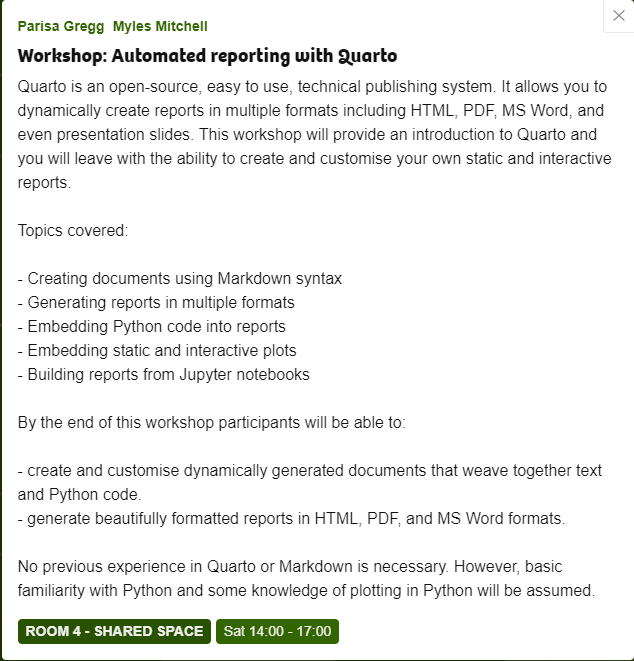 Parisa Gregg Myles Mitchell
Workshop: Automated reporting with Quarto
Quarto is an open-source, easy to use, technical publishing system. It allows you to
dynamically create reports in multiple formats including HTML, PDF, MS Word, and
even presentation slides. This workshop will provide an introduction to Quarto and
you will leave with the ability to create and customise your own static and interactive
reports.
Topics covered:
- Creating documents using Markdown syntax
- Generating reports in multiple formats
- Embedding Python code into reports
- Embedding static and interactive plots
- Building reports from Jupyter notebooks
By the end of this workshop participants will be able to:
- create and customise dynamically generated documents that weave together text
and Python code.
- generate beautifully formatted reports in HTML, PDF, and MS Word formats.
No previous experience in Quarto or Markdown is necessary. However, basic
familiarity with Python and some knowledge of plotting in Python will be assumed.
ROOM 4 - SHARED SPACE Sat 14:00 - 17:00